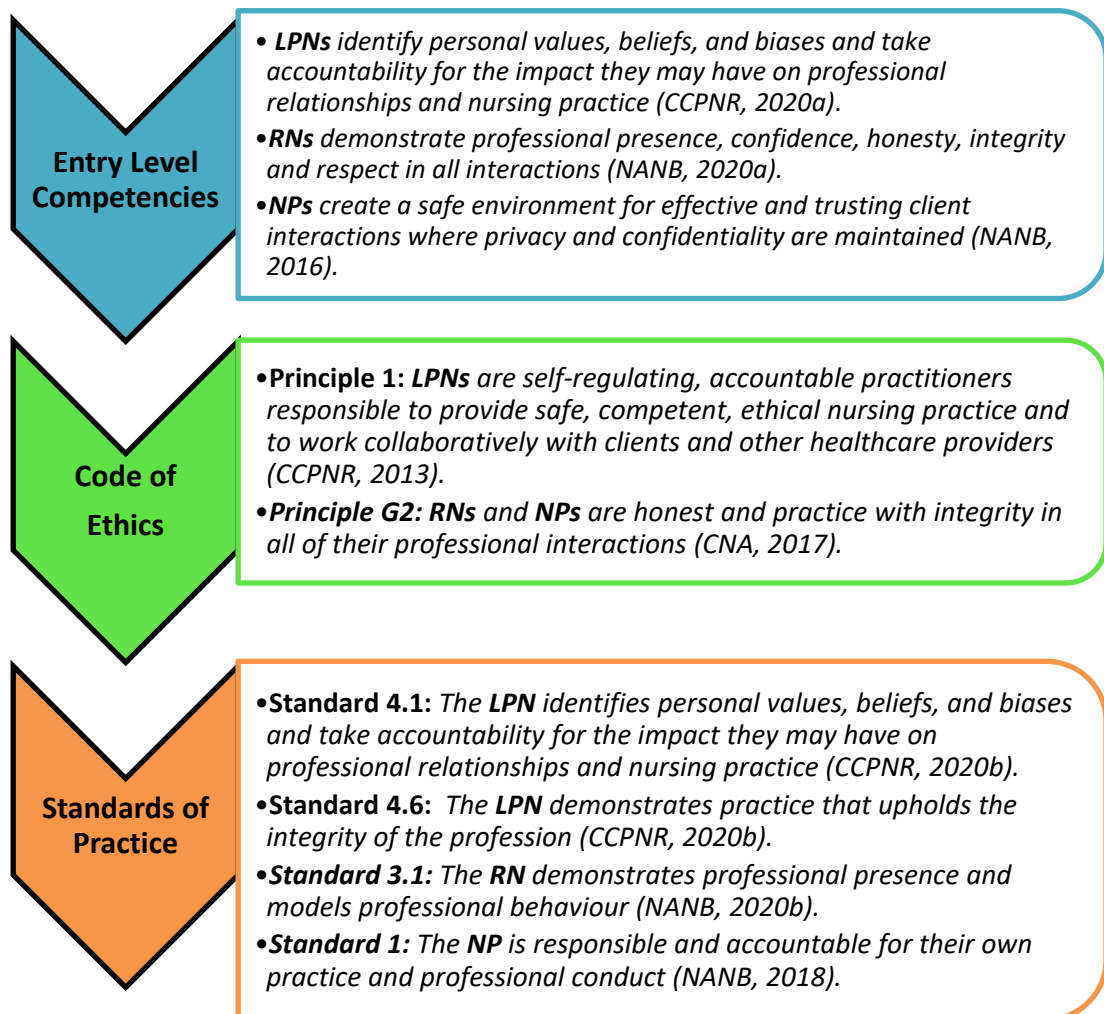 Entry Level
Competencies
• LPNs identify personal values, beliefs, and biases and take
accountability for the impact they may have on professional
relationships and nursing practice (CCPNR, 2020a).
•RNs demonstrate professional presence, confidence, honesty, integrity
and respect in all interactions (NANB, 2020a).
•NPs create a safe environment for effective and trusting client
interactions where privacy and confidentiality are maintained (NANB,
2016).
Code of
Ethics
•Principle 1: LPNs are self-regulating, accountable practitioners
responsible to provide safe, competent, ethical nursing practice and
to work collaboratively with clients and other healthcare providers
(CCPNR, 2013).
•Principle G2: RNs and NPs are honest and practice with integrity in
all of their professional interactions (CNA, 2017).
Standards of
Practice
•Standard 4.1: The LPN identifies personal values, beliefs, and biases
and take accountability for the impact they may have on
professional relationships and nursing practice (CCPNR, 2020b).
•Standard 4.6: The LPN demonstrates practice that upholds the
integrity of the profession (CCPNR, 2020b).
•Standard 3.1: The RN demonstrates professional presence and
models professional behaviour (NANB, 2020b).
•Standard 1: The NP is responsible and accountable for their own
practice and professional conduct (NANB, 2018).